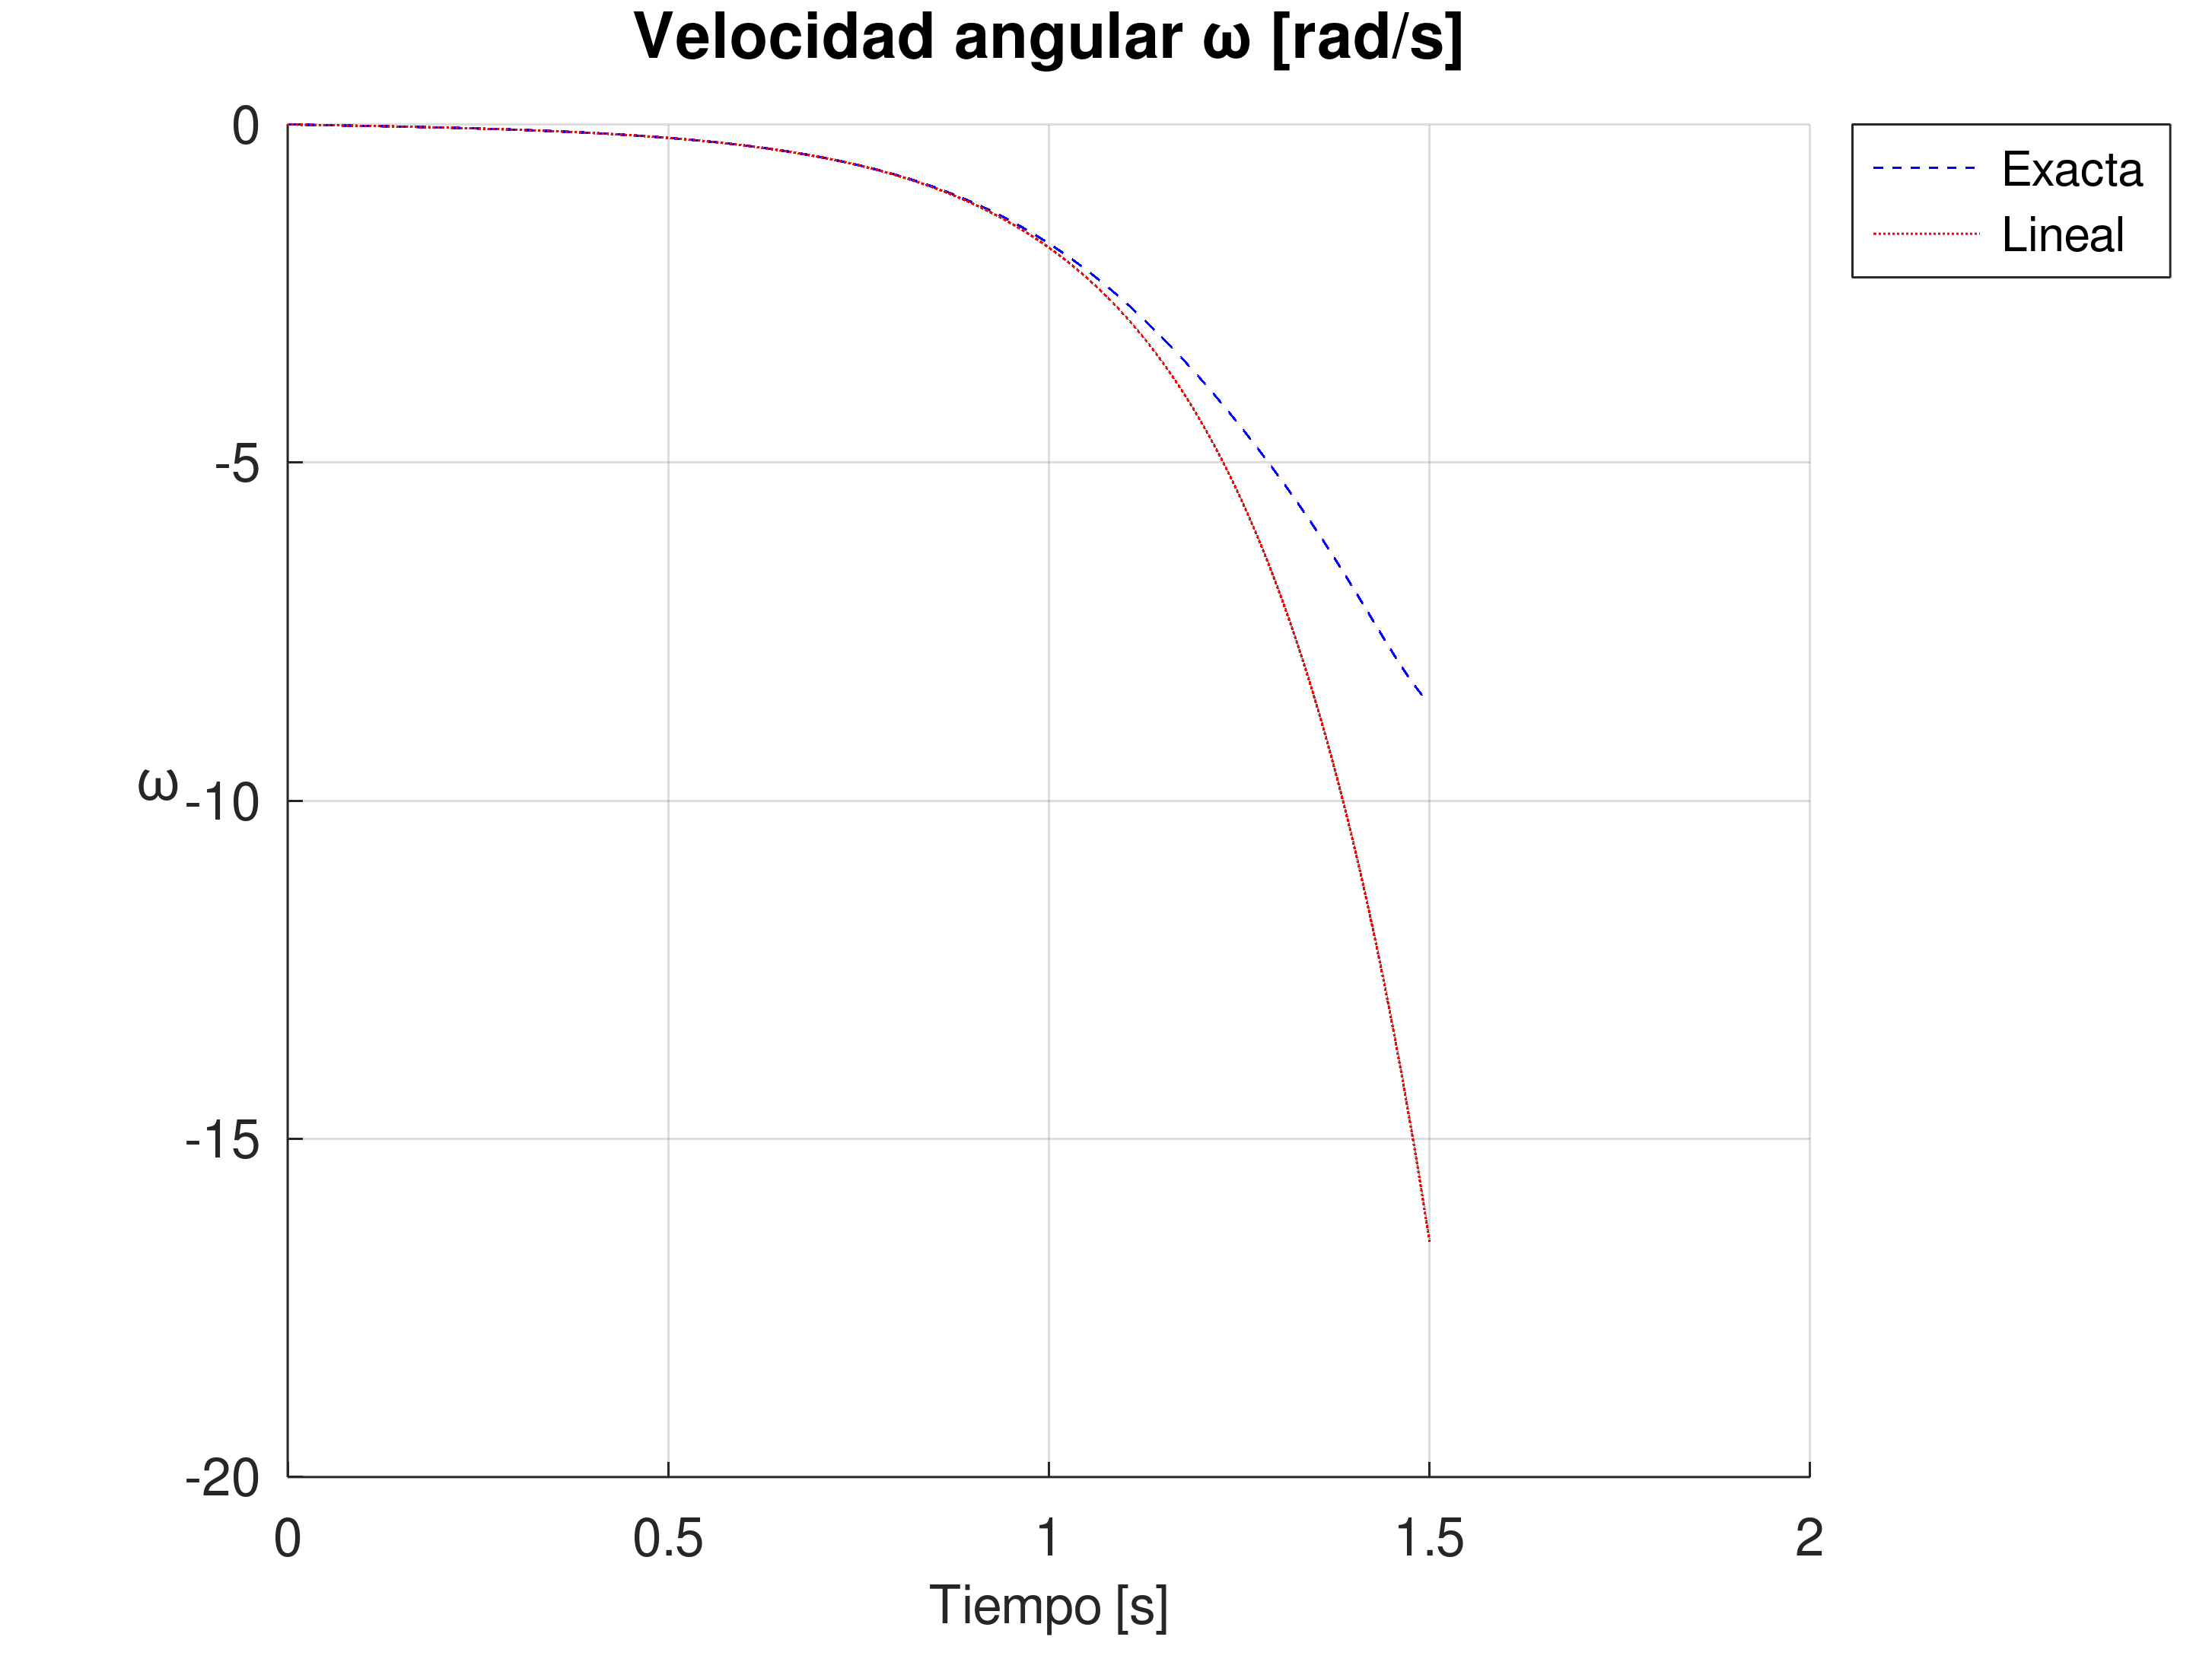 Velocidad angular ω [rad/s]
Exacta
Lineal
0
-5
-10
-15
-20
ω
0
0.5
1
1.5
2
Tiempo [s]